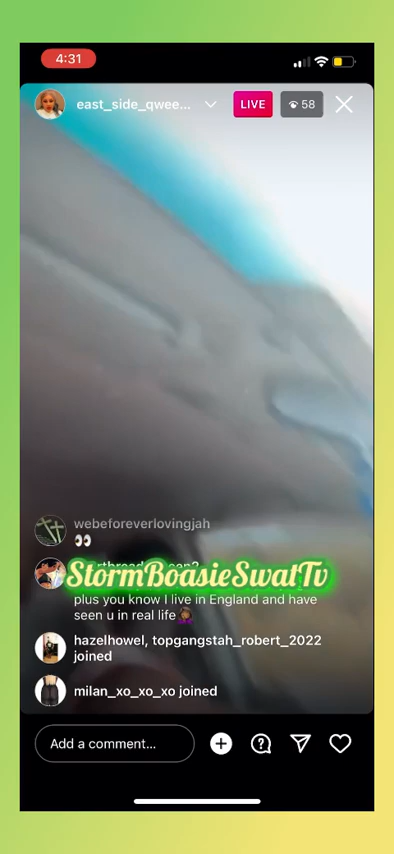 4:31
east_side_qwee...
LIVE
58
webeforeverlovingjah
👀
StormBoasieSwatTv
plus you know I live in England and have
seen u in real life🤦🏾‍♀️
hazelhowel, topgangstah_robert_2022
joined
milan_xo_xo_xo joined
Add a comment...